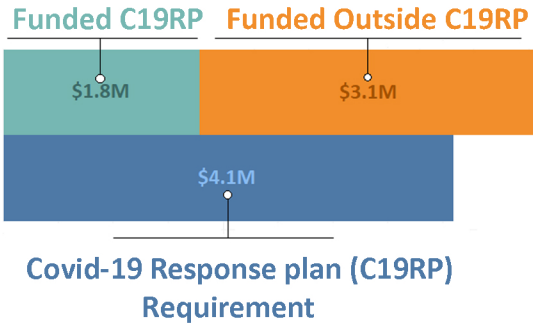 Funded C19RP
Funded Outside C19RP
$1.8M
$3.1M
$4.1M
Covid-19 Response plan (C19RP)
Requirement